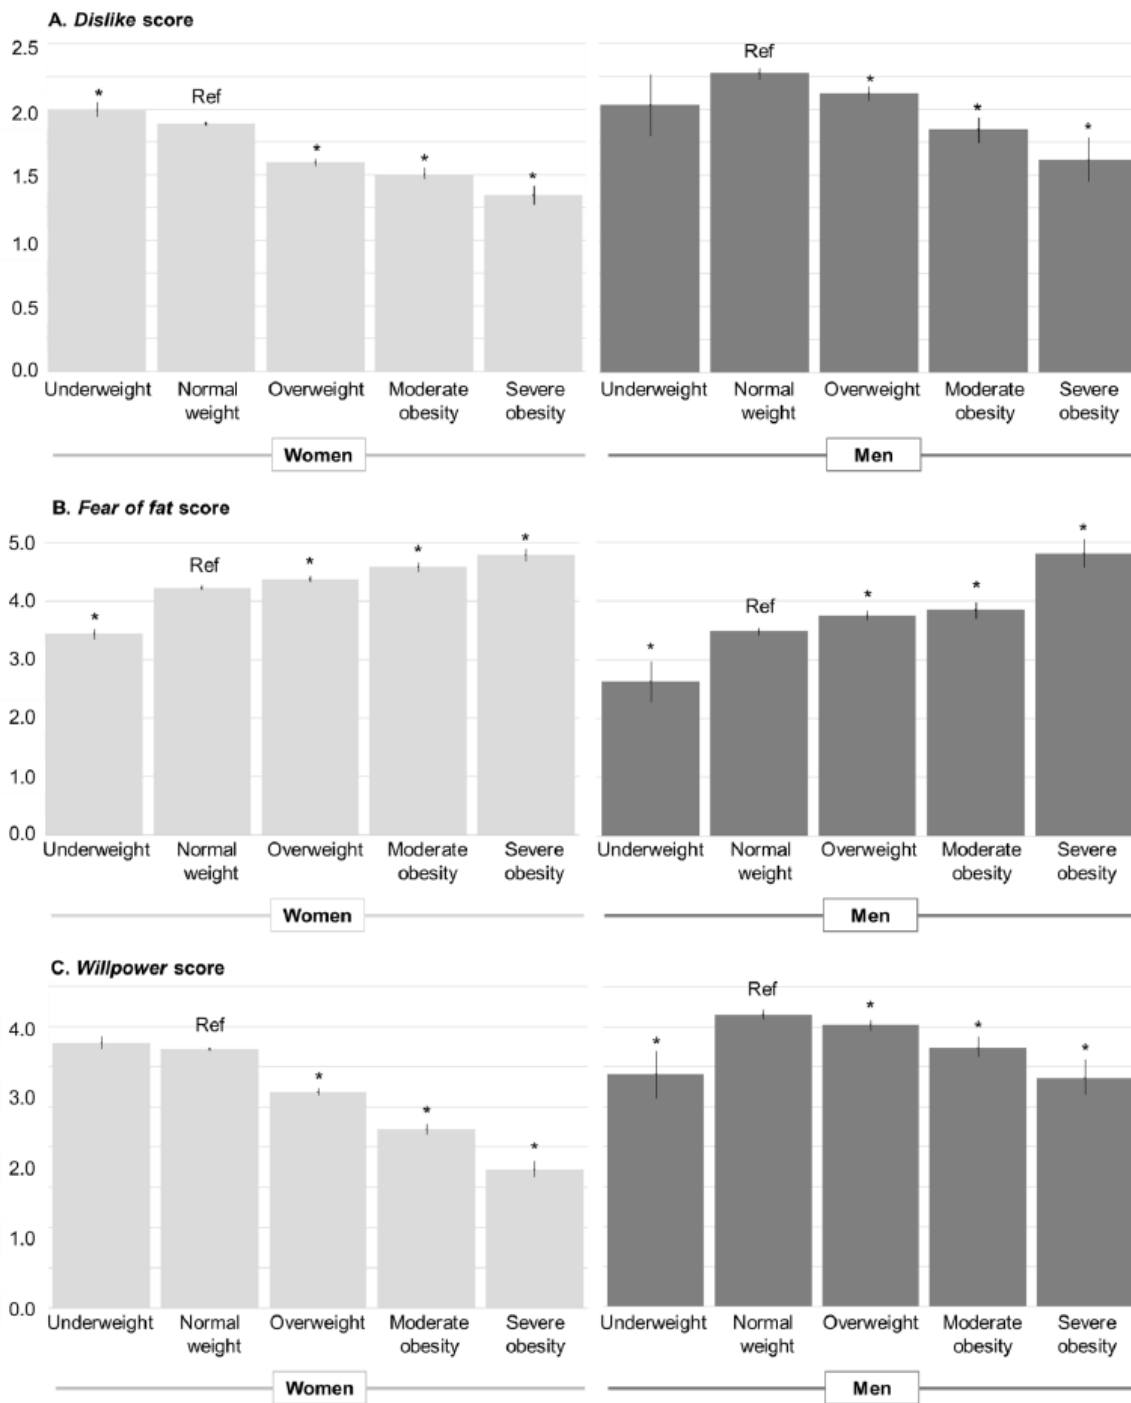 A. Dislike score
2.5
2.0
1.5
1.0
0.5
0.0
*
Ref
*
*
*
Ref
*
*
*
Underweight Normal weight Overweight Moderate obesity Severe obesity
Underweight Normal weight Overweight Moderate obesity Severe obesity
Women
Men
B. Fear of fat score
5.0
4.0
3.0
2.0
1.0
0.0
*
Ref
*
*
*
*
Ref
*
*
*
Underweight Normal weight Overweight Moderate obesity Severe obesity
Underweight Normal weight Overweight Moderate obesity Severe obesity
Women
Men
C. Willpower score
4.0
3.0
2.0
1.0
0.0
Ref
*
*
*
*
Ref
*
*
*
Underweight Normal weight Overweight Moderate obesity Severe obesity
Underweight Normal weight Overweight Moderate obesity Severe obesity
Women
Men